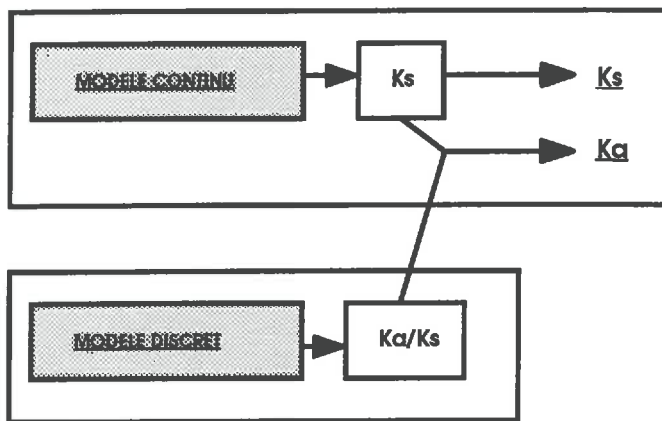 MODELE CONTINU
Ks
Ks
Ka
MODELE DISCRET
Ka/Ks